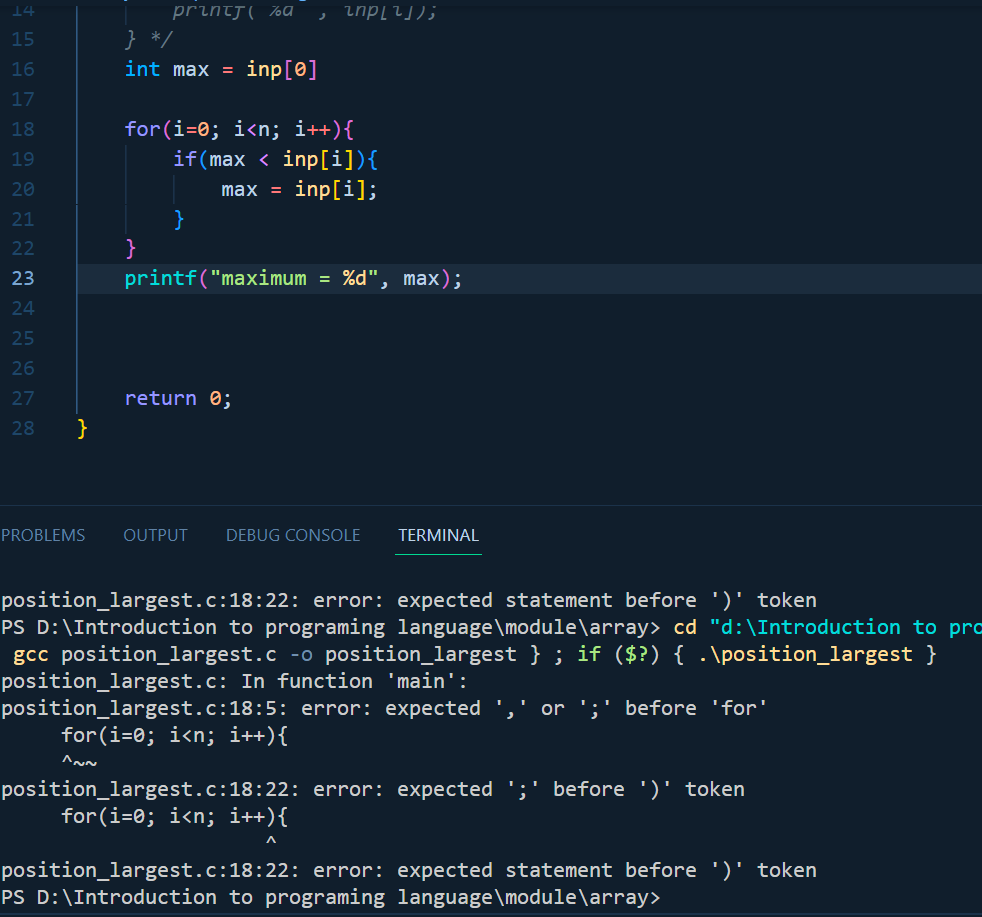 14 printf("%d ", inp[i]);
15 } */
16 int max = inp[0]
17
18 for(i=0; i<n; i++){
19 if(max < inp[i]){
20 max = inp[i];
21 }
22 }
23 printf("maximum = %d", max);
24
25
26
27 return 0;
28 }
PROBLEMS OUTPUT DEBUG CONSOLE TERMINAL
position_largest.c:18:22: error: expected statement before ')' token
PS D:\Introduction to programing language\module\array> cd "d:\Introduction to pro
gcc position_largest.c -o position_largest } ; if ($?) { .\position_largest }
position_largest.c: In function 'main':
position_largest.c:18:5: error: expected ',' or ';' before 'for'
for(i=0; i<n; i++){
^~~
position_largest.c:18:22: error: expected ';' before ')' token
for(i=0; i<n; i++){
^
position_largest.c:18:22: error: expected statement before ')' token
PS D:\Introduction to programing language\module\array>